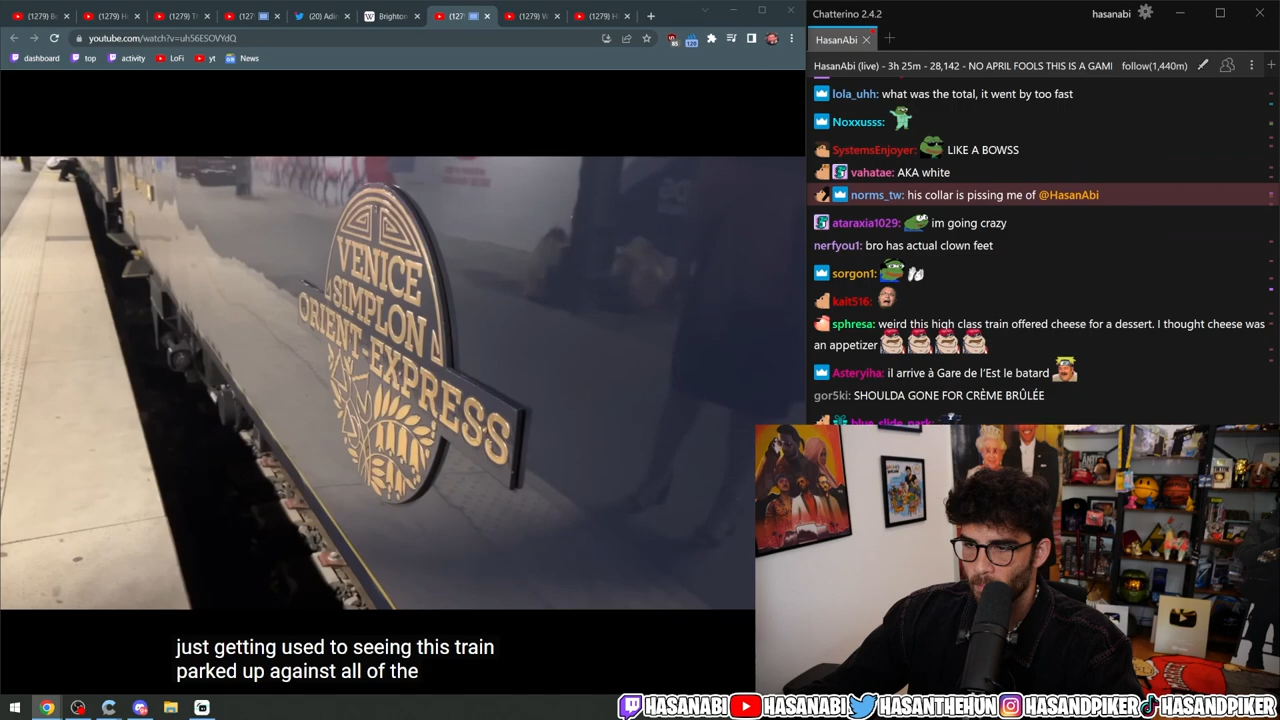 (1279) B
(1279) H
(1279) T
(127
(20) Adi
Brighton
(127
(1279) W
(1279) H
youtube.com/watch?v=uh56ESOVYdQ
85
120
dashboard
top
activity
LoFi
yt
News
VENICE
SIMPLON
ORIENT-EXPRESS
just getting used to seeing this train
parked up against all of the
Chatterino 2.4.2
hasanabi
HasanAbi
HasanAbi (live) - 3h 25m - 28,142 - NO APRIL FOOLS THIS IS A GAMI
follow(1,440m)
lola_uhh: what was the total, it went by too fast
Noxxusss:
SystemsEnjoyer: LIKE A BOWSS
vahatae: AKA white
norms_tw: his collar is pissing me of @HasanAbi
ataraxia1029: im going crazy
nerfyou1: bro has actual clown feet
sorgon1:
kait516:
sphresa: weird this high class train offered cheese for a dessert. I thought cheese was
an appetizer
Asteryiha: il arrive à Gare de l'Est le batard
gor5ki: SHOULDA GONE FOR CRÈME BRÛLÉE
blue_slide_park:
HASANABI
HASANABI
HASANTHEHUN
HASANDPIKER
HASANDPIKER